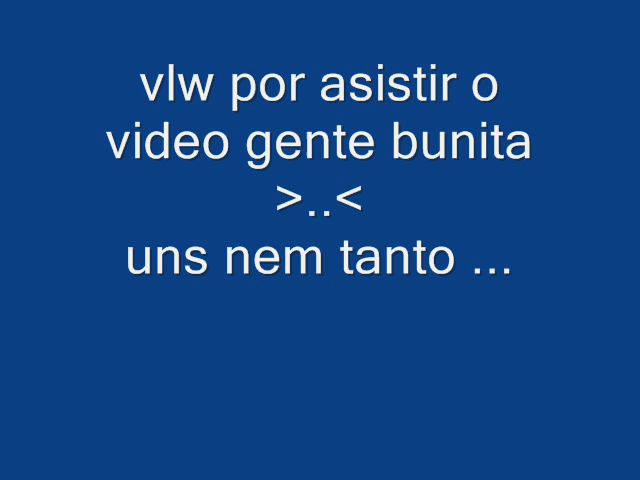 vlw por asistir o
video gente bunita
>..<
uns nem tanto ...